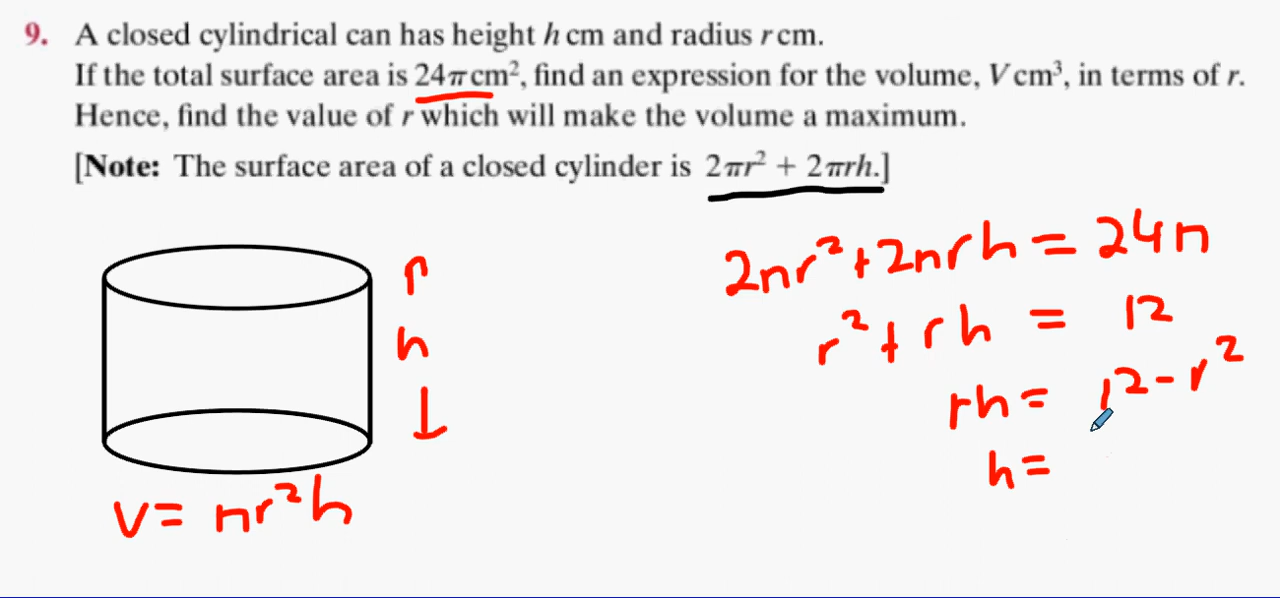 9. A closed cylindrical can has height h cm and radius r cm.
If the total surface area is 24π cm², find an expression for the volume, V cm³, in terms of r.
Hence, find the value of r which will make the volume a maximum.
[Note: The surface area of a closed cylinder is 2πr² + 2πrh.]
2πr²+2πrh = 24π
r
r²+rh = 12
h
rh = 12-r²
I
h =
V = πr²h